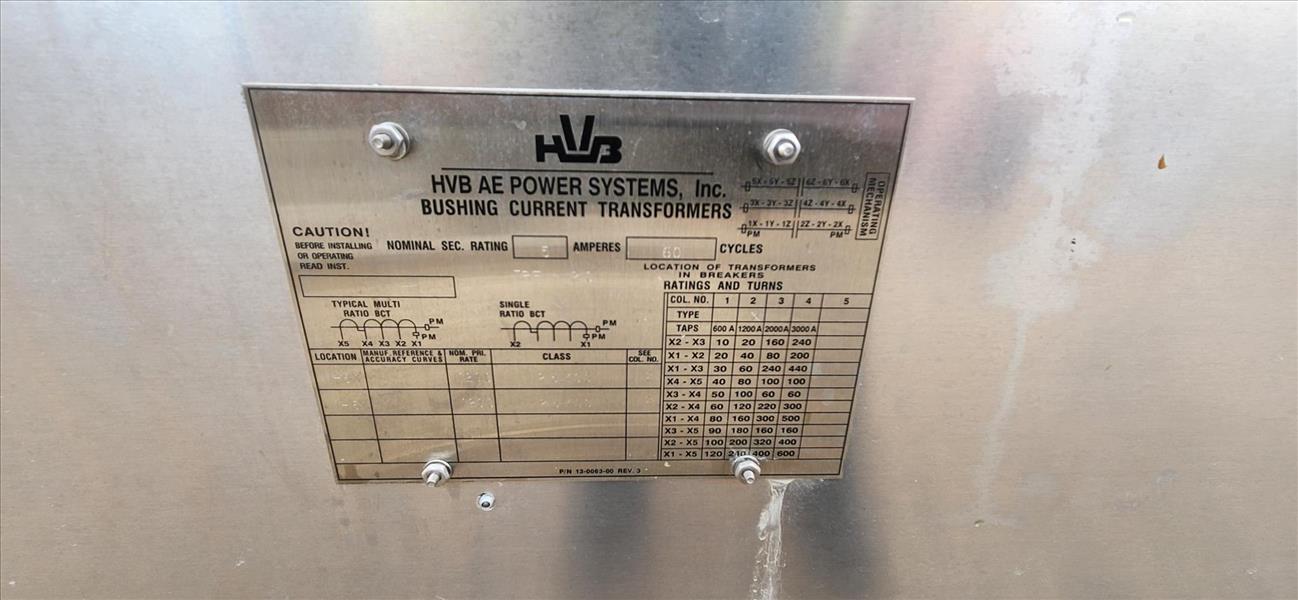 HVB
HVB AE POWER SYSTEMS, Inc.
BUSHING CURRENT TRANSFORMERS
5X - 5Y - 5Z 6Z - 6Y - 6X
3X - 3Y - 3Z 4Z - 4Y - 4X
1X - 1Y - 1Z 2Z - 2Y - 2X
PM PM
OPERATING
MECHANISM
CAUTION!
BEFORE INSTALLING
OR OPERATING
READ INST.
NOMINAL SEC. RATING 5 AMPERES 60 CYCLES
LOCATION OF TRANSFORMERS
IN BREAKERS
TYPICAL MULTI
RATIO BCT
PM
PM
X5 X4 X3 X2 X1
SINGLE
RATIO BCT
PM
PM
X2 X1
LOCATION MANUF. REFERENCE & ACCURACY CURVES NOM. PRI. RATE CLASS SEE COL. NO.
RATINGS AND TURNS
COL. NO. 1 2 3 4 5
TYPE X
TAPS 600 A 1200 A 2000 A 3000 A
X2 - X3 10 20 160 240
X1 - X2 20 40 80 200
X1 - X3 30 60 240 440
X4 - X5 40 80 100 100
X3 - X4 50 100 60 60
X2 - X4 60 120 220 300
X1 - X4 80 160 300 500
X3 - X5 90 180 160 160
X2 - X5 100 200 320 400
X1 - X5 120 240 400 600
P/N 13-0063-00 REV. 3